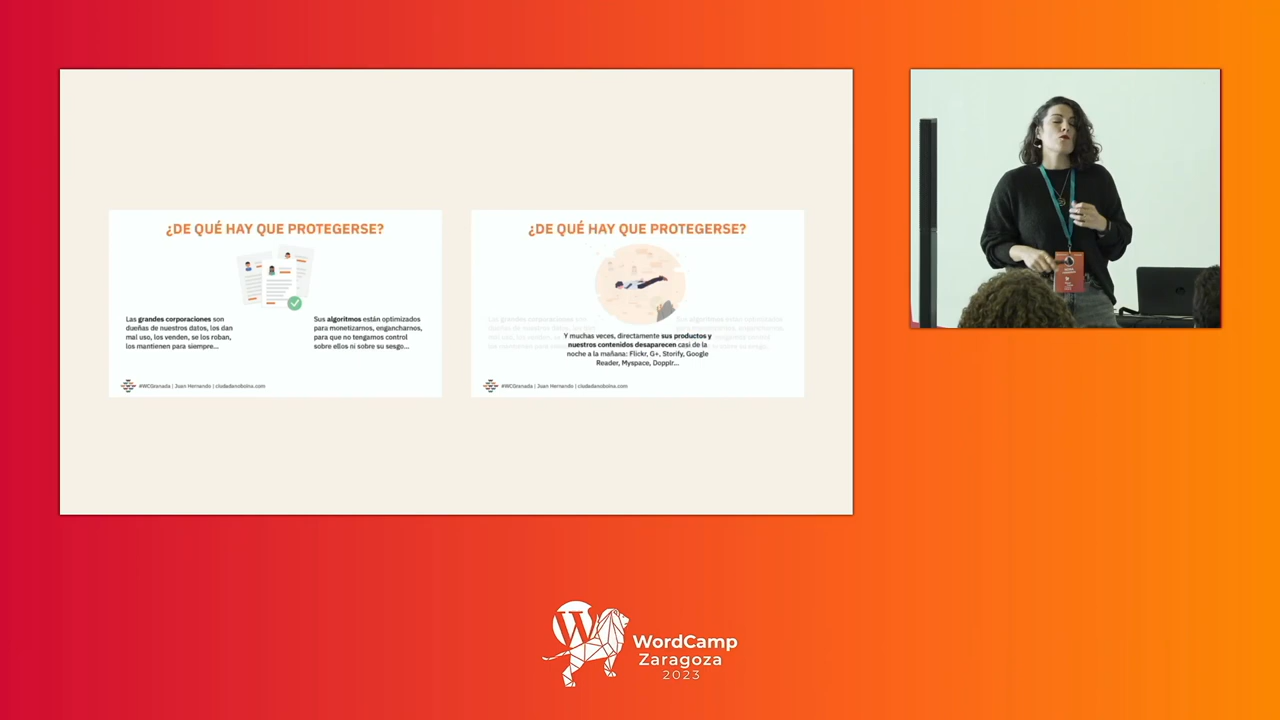 ¿DE QUÉ HAY QUE PROTEGERSE?
Las grandes corporaciones son
dueñas de nuestros datos, los dan
mal uso, los venden, se los roban,
los mantienen para siempre...
Sus algoritmos están optimizados
para monetizarnos, engancharnos,
para que no tengamos control
sobre ellos ni sobre su sesgo...
#WCGranada | Juan Hernando | ciudadanoboina.com
¿DE QUÉ HAY QUE PROTEGERSE?
Y muchas veces, directamente sus productos y
nuestros contenidos desaparecen casi de la
noche a la mañana: Flickr, G+, Storify, Google
Reader, Myspace, Dopplr...
#WCGranada | Juan Hernando | ciudadanoboina.com
WordCamp
Zaragoza
2023